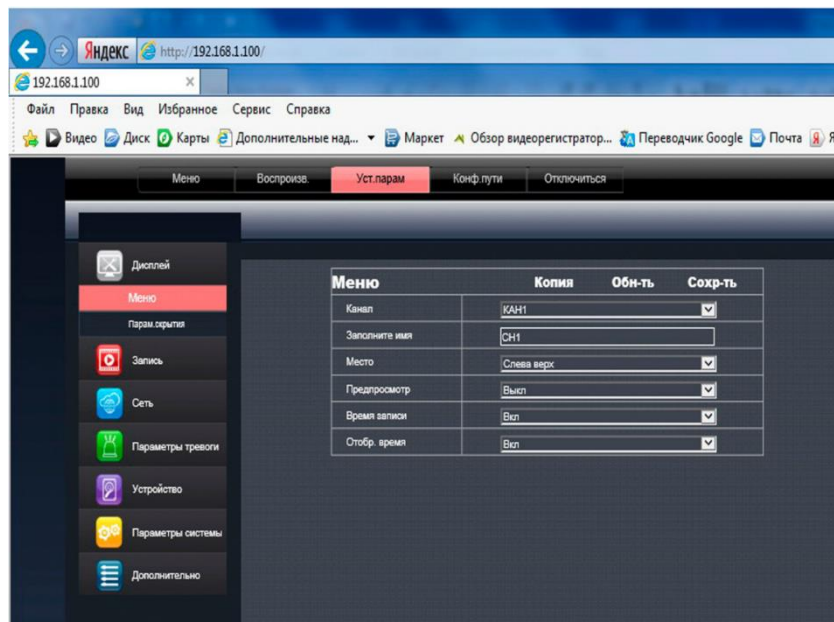 Яндекс http://192.168.1.100/
192.168.1.100 ×
Файл Правка Вид Избранное Сервис Справка
Видео Диск Карты Дополнительные над... Маркет Обзор видеорегистратор... Переводчик Google Почта Я
Меню Воспроизв. Уст.парам Конф.пути Отключиться
Дисплей
Меню
Парам.скрытия
Запись
Сеть
Параметры тревоги
Устройство
Параметры системы
Дополнительно
Меню Копия Обн-ть Сохр-ть
Канал КАН1
Заполните имя CH1
Место Слева верх
Предпросмотр Выкл
Время записи Вкл
Отобр. время Вкл